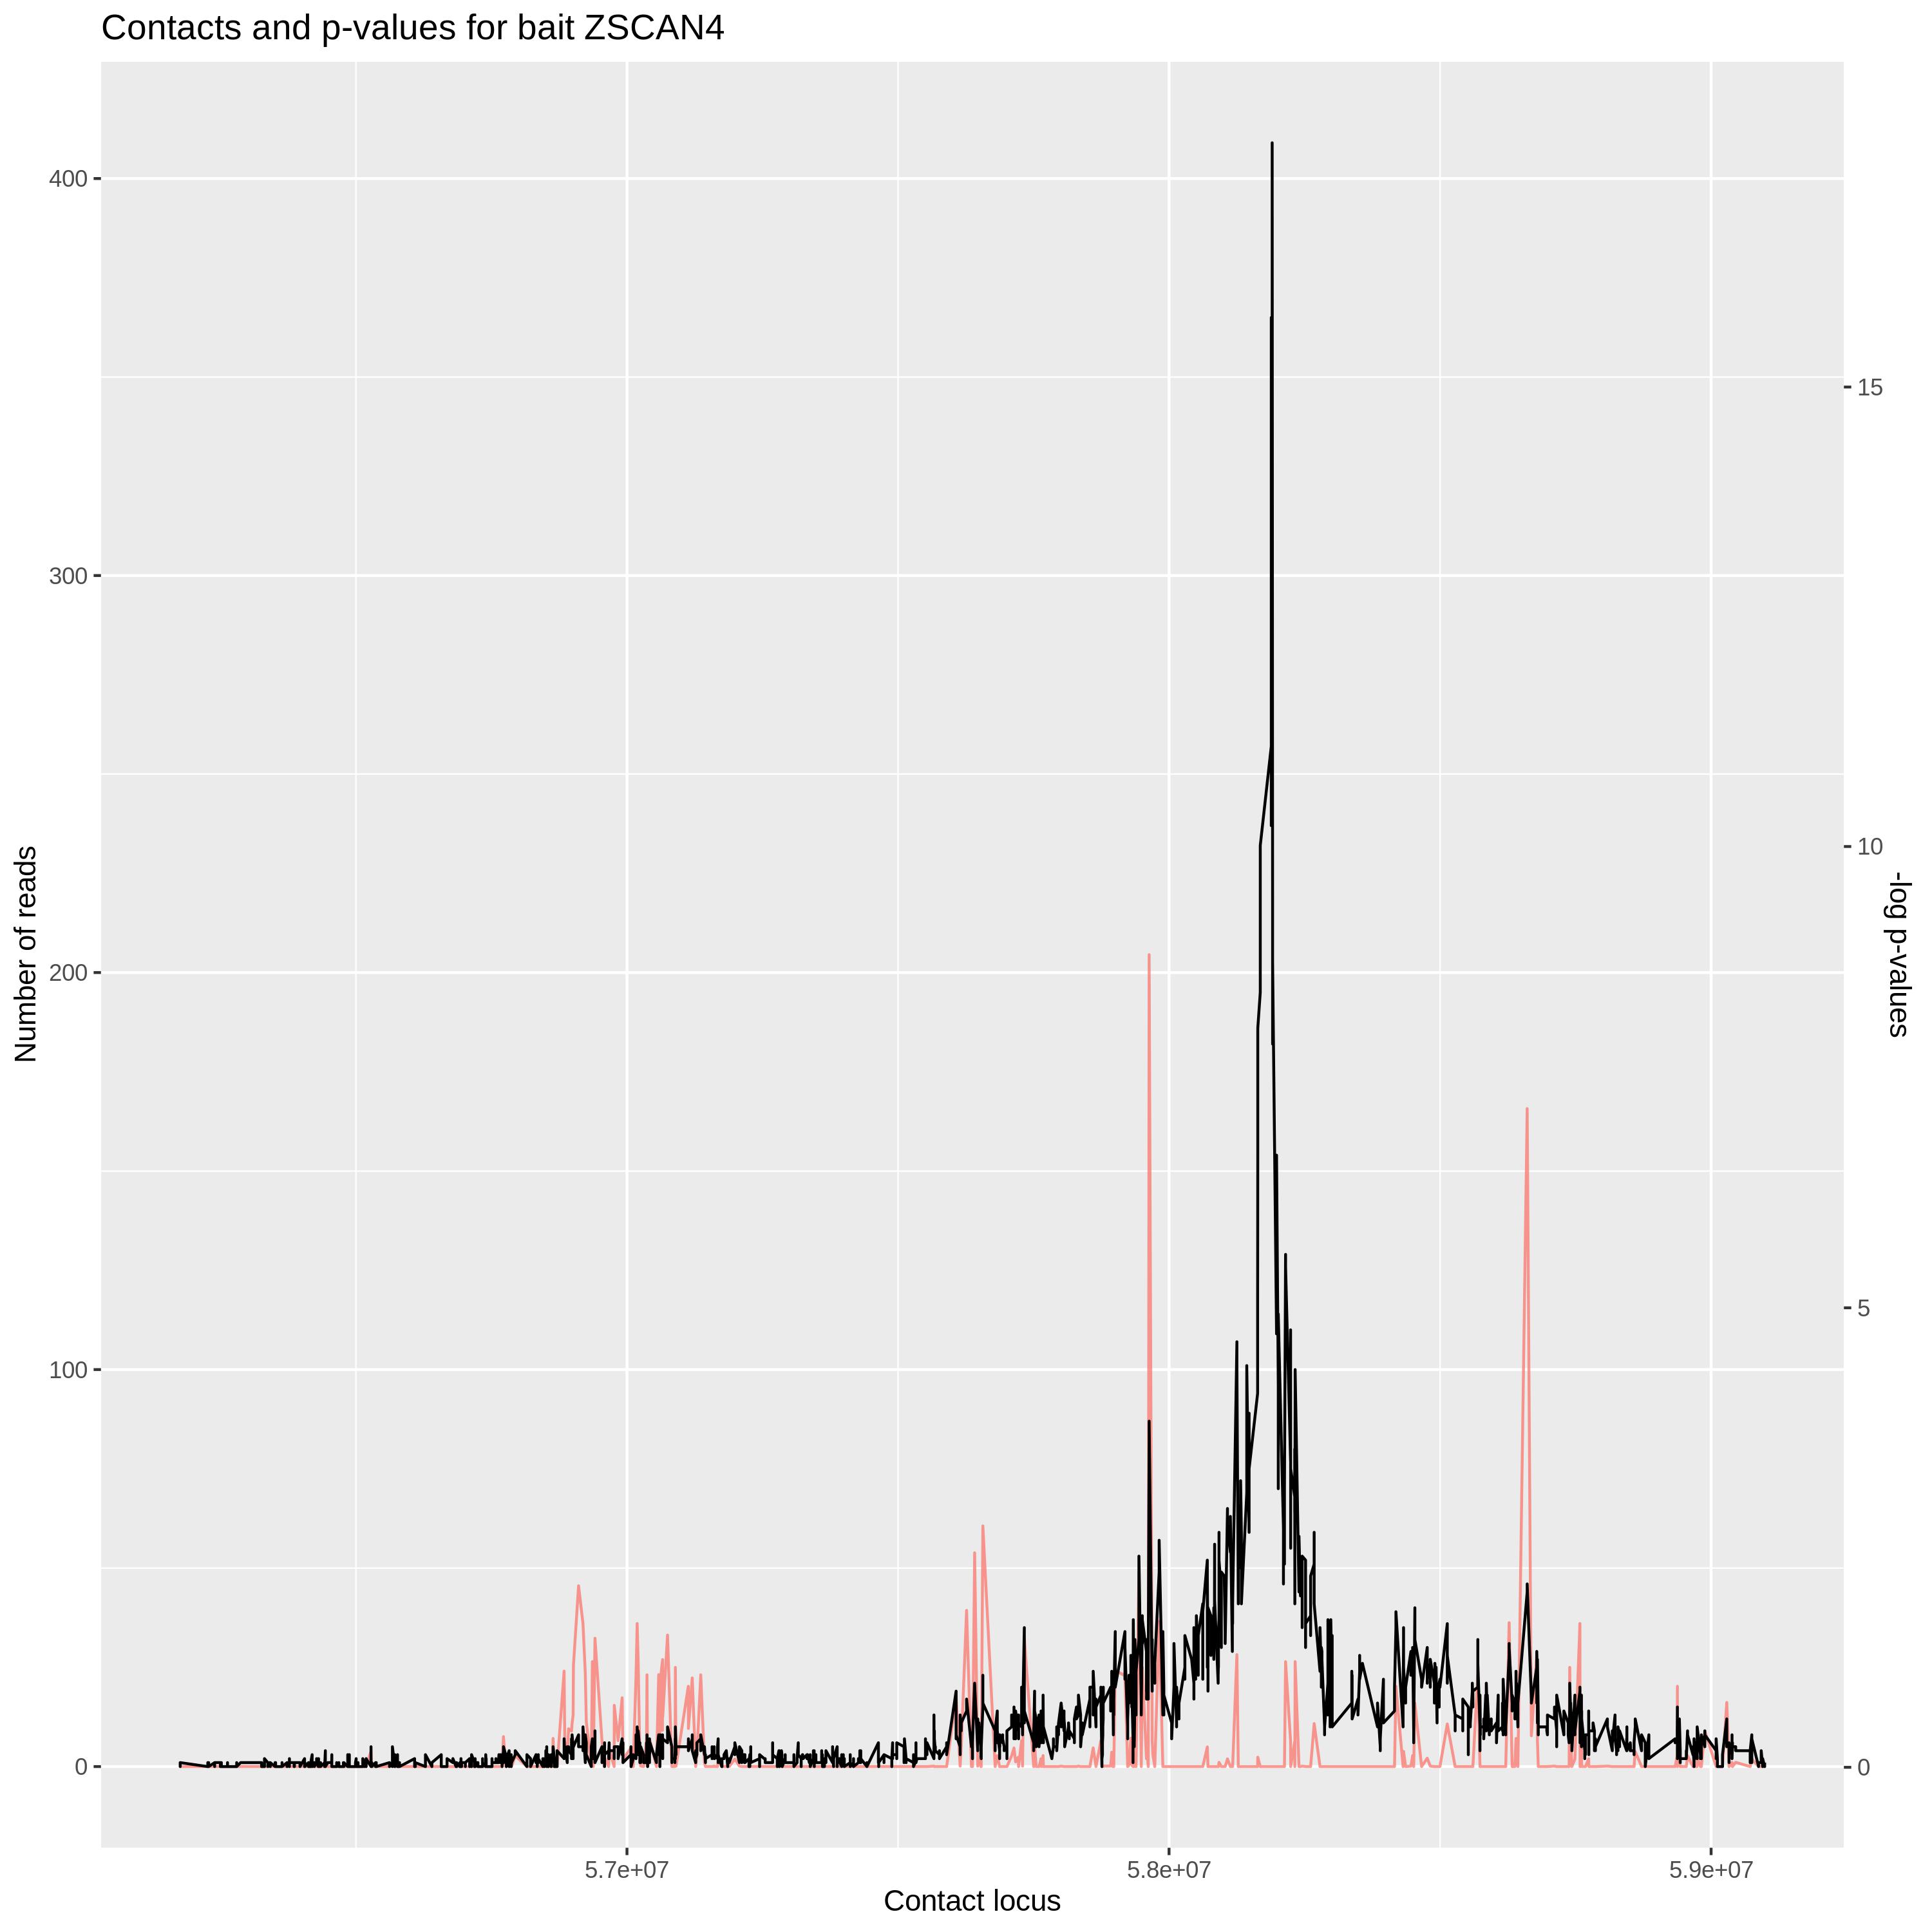 Contacts and p-values for bait ZSCAN4
400
300
200
100
0
Number of reads
15
10
5
0
-log p-values
5.7e+07
5.8e+07
5.9e+07
Contact locus